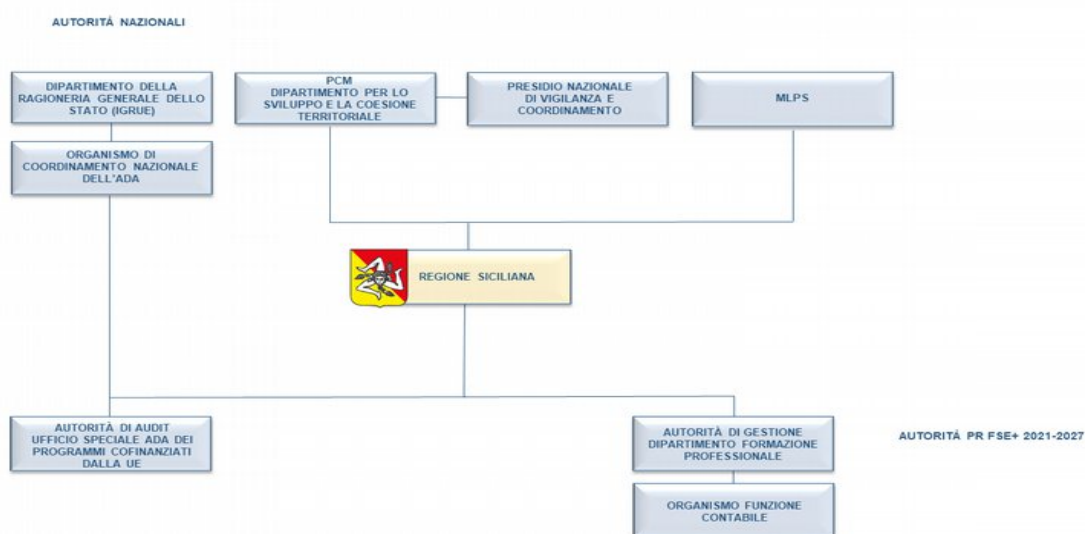 AUTORITÁ NAZIONALI
DIPARTIMENTO DELLA
RAGIONERIA GENERALE DELLO
STATO (IGRUE)
PCM
DIPARTIMENTO PER LO
SVILUPPO E LA COESIONE
TERRITORIALE
PRESIDIO NAZIONALE
DI VIGILANZA E
COORDINAMENTO
MLPS
ORGANISMO DI
COORDINAMENTO NAZIONALE
DELL'ADA
REGIONE SICILIANA
AUTORITÀ DI AUDIT
UFFICIO SPECIALE ADA DEI
PROGRAMMI COFINANZIATI
DALLA UE
AUTORITÀ DI GESTIONE
DIPARTIMENTO FORMAZIONE
PROFESSIONALE
AUTORITÁ PR FSE+ 2021-2027
ORGANISMO FUNZIONE
CONTABILE